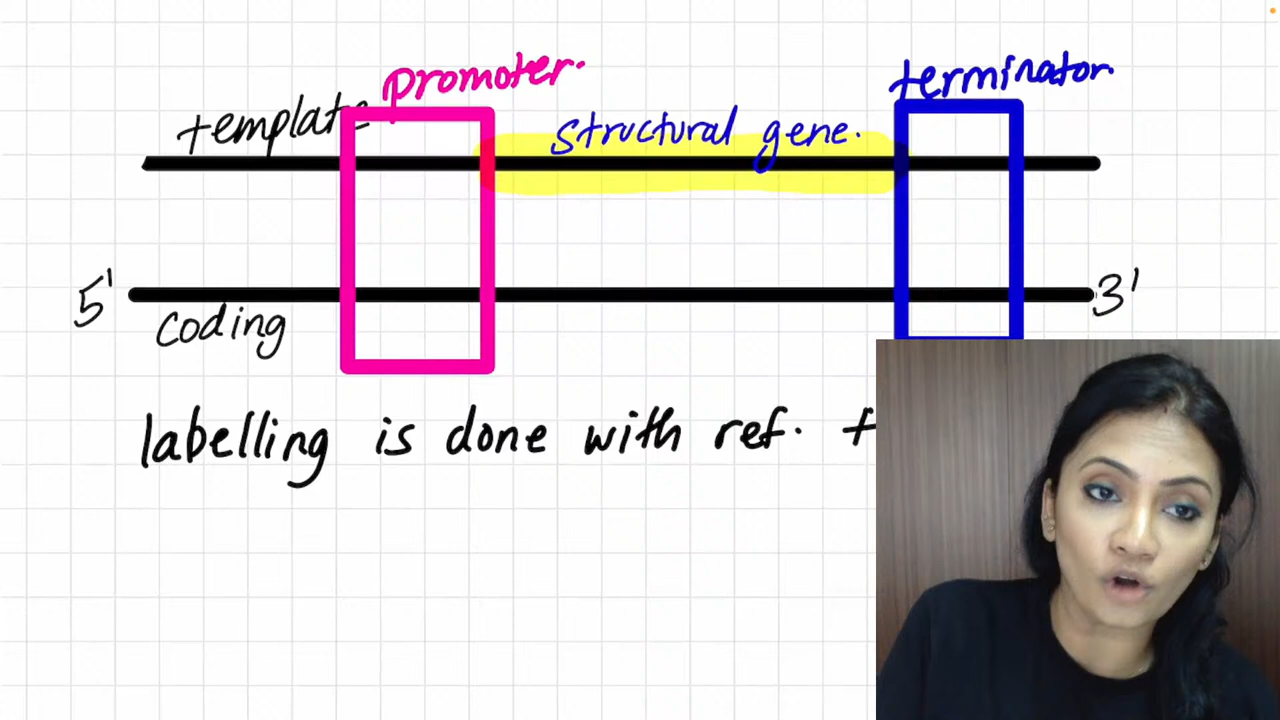 promoter.
terminator.
template
structural gene.
5'
3'
coding
labelling is done with ref.